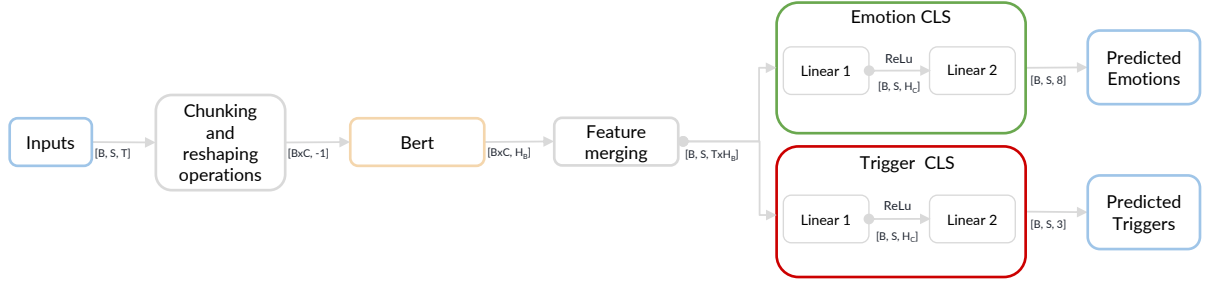 Inputs
[B, S, T]
Chunking
and
reshaping
operations
[BxC, -1]
Bert
[BxC, H_B]
Feature
merging
[B, S, TxH_B]
Emotion CLS
Linear 1
ReLu
[B, S, H_C]
Linear 2
[B, S, 8]
Predicted
Emotions
Trigger CLS
Linear 1
ReLu
[B, S, H_C]
Linear 2
[B, S, 3]
Predicted
Triggers